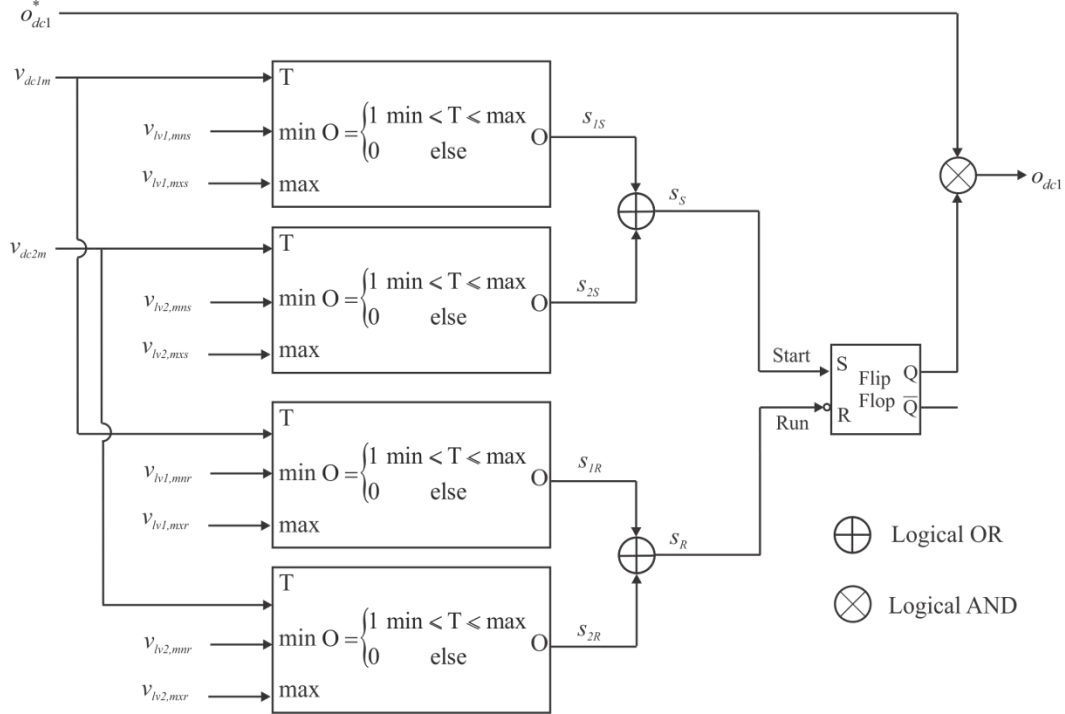 o*dc1
vdc1m
T
vlv1,mns
min O = {1 min < T ⩽ max
0 else
O
s1S
vlv1,mxs
max
odc1
sS
vdc2m
T
vlv2,mns
min O = {1 min < T ⩽ max
0 else
O
s2S
vlv2,mxs
max
Start
S
Q
Flip
Flop
Q̅
R
Run
T
vlv1,mnr
min O = {1 min < T ⩽ max
0 else
O
s1R
vlv1,mxr
max
sR
Logical OR
T
vlv2,mnr
min O = {1 min < T ⩽ max
0 else
O
s2R
vlv2,mxr
max
Logical AND